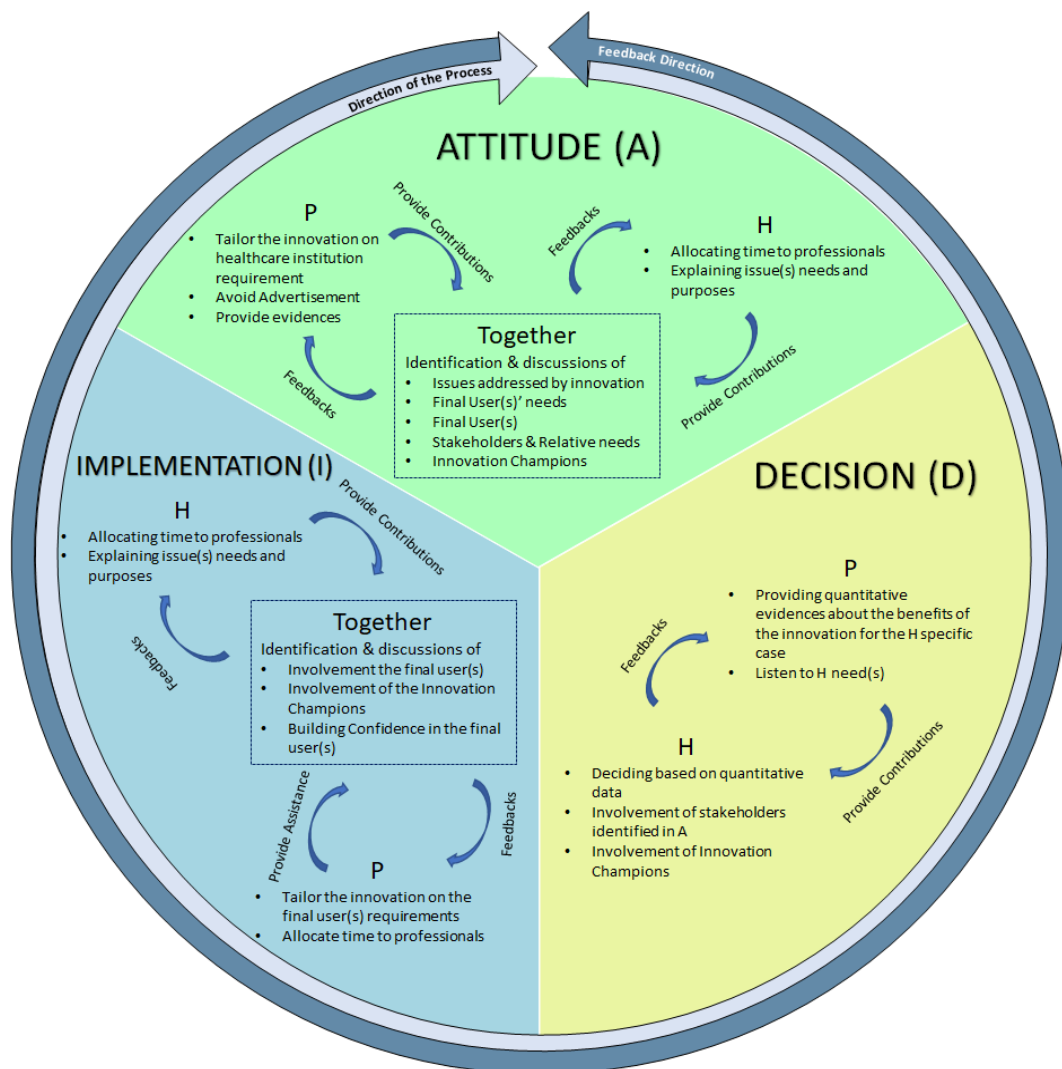 Direction of the Process
Feedback Direction
ATTITUDE (A)
P
• Tailor the innovation on
healthcare institution
requirement
• Avoid Advertisement
• Provide evidences
Provide Contributions
Feedbacks
H
• Allocating time to professionals
• Explaining issue(s) needs and
purposes
Provide Contributions
Feedbacks
Together
Identification & discussions of
• Issues addressed by innovation
• Final User(s)' needs
• Final User(s)
• Stakeholders & Relative needs
• Innovation Champions
IMPLEMENTATION (I)
H
• Allocating time to professionals
• Explaining issue(s) needs and
purposes
Provide Contributions
Feedbacks
Together
Identification & discussions of
• Involvement the final user(s)
• Involvement of the Innovation
Champions
• Building Confidence in the final
user(s)
Provide Assistance
Feedbacks
P
• Tailor the innovation on the
final user(s) requirements
• Allocate time to professionals
DECISION (D)
P
• Providing quantitative
evidences about the benefits of
the innovation for the H specific
case
• Listen to H need(s)
Feedbacks
Provide Contributions
H
• Deciding based on quantitative
data
• Involvement of stakeholders
identified in A
• Involvement of Innovation
Champions